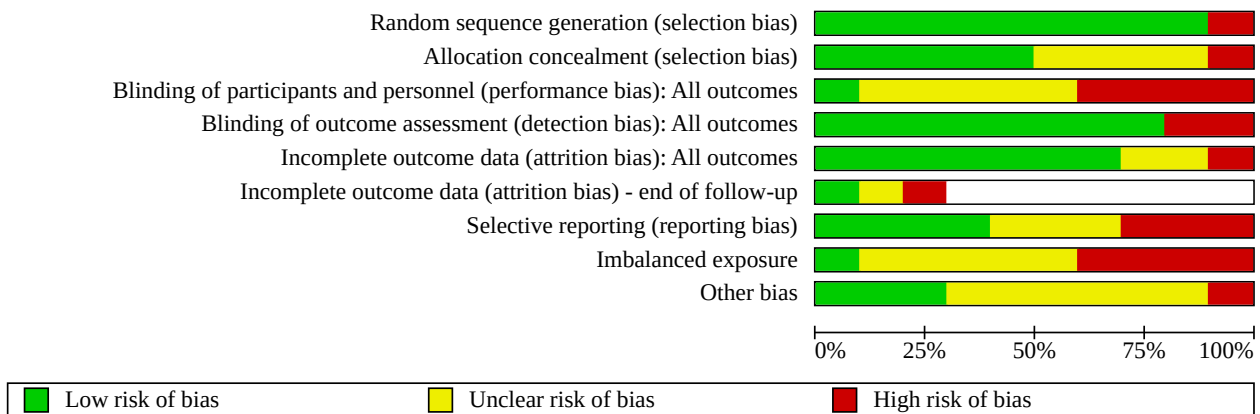 Random sequence generation (selection bias)
Allocation concealment (selection bias)
Blinding of participants and personnel (performance bias): All outcomes
Blinding of outcome assessment (detection bias): All outcomes
Incomplete outcome data (attrition bias): All outcomes
Incomplete outcome data (attrition bias) - end of follow-up
Selective reporting (reporting bias)
Imbalanced exposure
Other bias
0% 25% 50% 75% 100%
Low risk of bias Unclear risk of bias High risk of bias